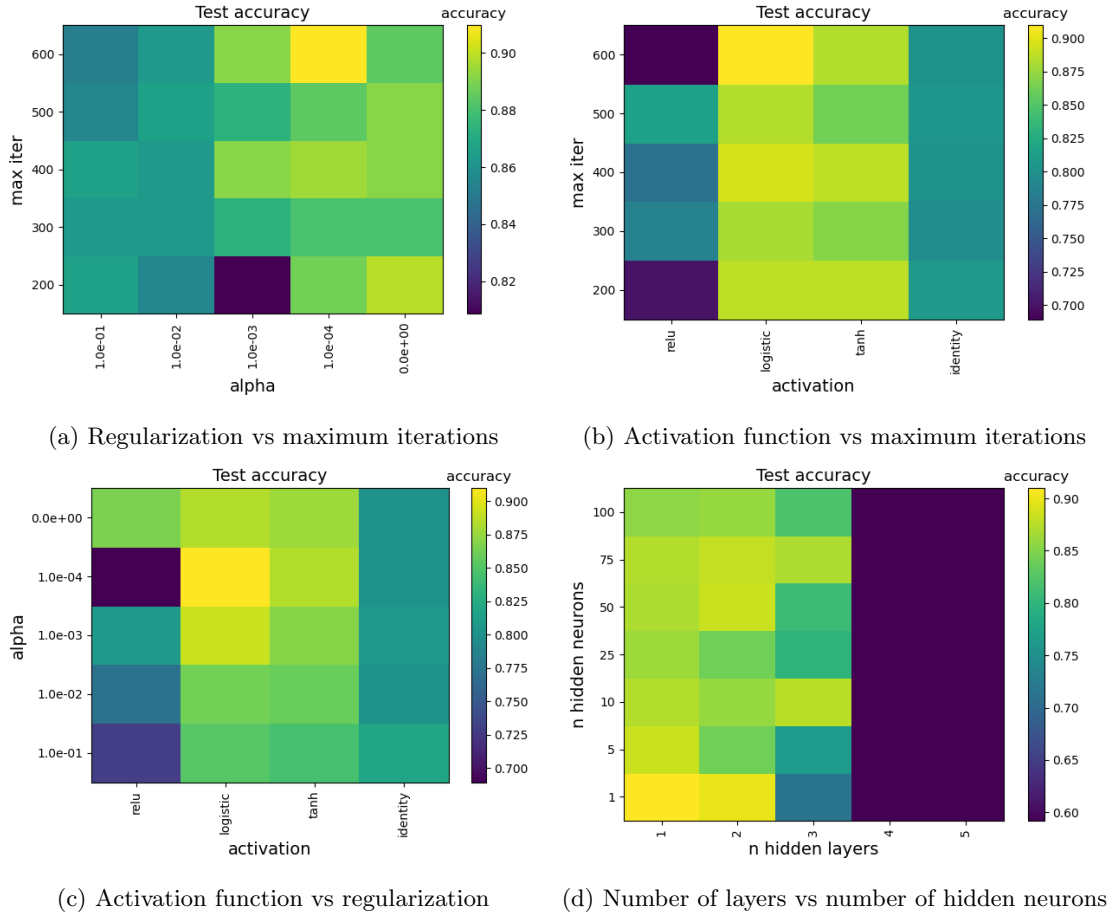 Test accuracy
accuracy
max iter
600
500
400
300
200
1.0e-01
1.0e-02
1.0e-03
1.0e-04
0.0e+00
alpha
0.90
0.88
0.86
0.84
0.82
(a) Regularization vs maximum iterations
Test accuracy
accuracy
max iter
600
500
400
300
200
relu
logistic
tanh
identity
activation
0.900
0.875
0.850
0.825
0.800
0.775
0.750
0.725
0.700
(b) Activation function vs maximum iterations
Test accuracy
accuracy
alpha
0.0e+00
1.0e-04
1.0e-03
1.0e-02
1.0e-01
relu
logistic
tanh
identity
activation
0.900
0.875
0.850
0.825
0.800
0.775
0.750
0.725
0.700
(c) Activation function vs regularization
Test accuracy
accuracy
n hidden neurons
100
75
50
25
10
5
1
1
2
3
4
5
n hidden layers
0.90
0.85
0.80
0.75
0.70
0.65
0.60
(d) Number of layers vs number of hidden neurons